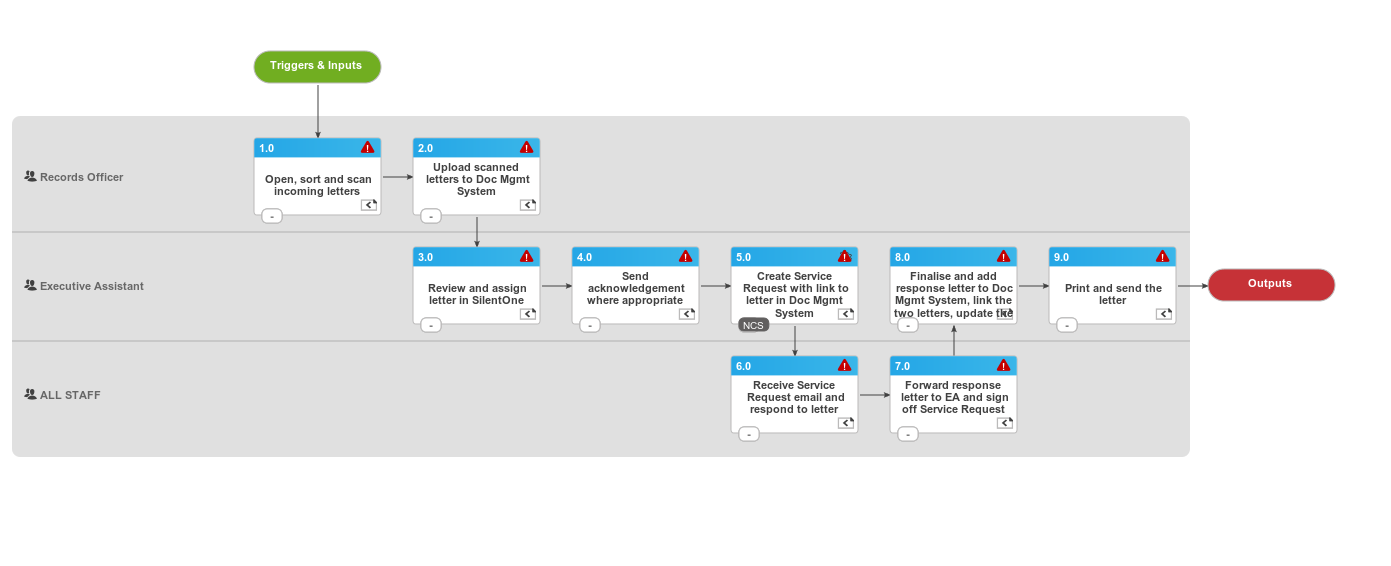 Triggers & Inputs
Records Officer
1.0
Open, sort and scan
incoming letters
-
2.0
Upload scanned
letters to Doc Mgmt
System
-
Executive Assistant
3.0
Review and assign
letter in SilentOne
-
4.0
Send
acknowledgement
where appropriate
-
5.0
Create Service
Request with link to
letter in Doc Mgmt
System
NCS
8.0
Finalise and add
response letter to Doc
Mgmt System, link the
two letters, update the
-
9.0
Print and send the
letter
-
Outputs
ALL STAFF
6.0
Receive Service
Request email and
respond to letter
-
7.0
Forward response
letter to EA and sign
off Service Request
-